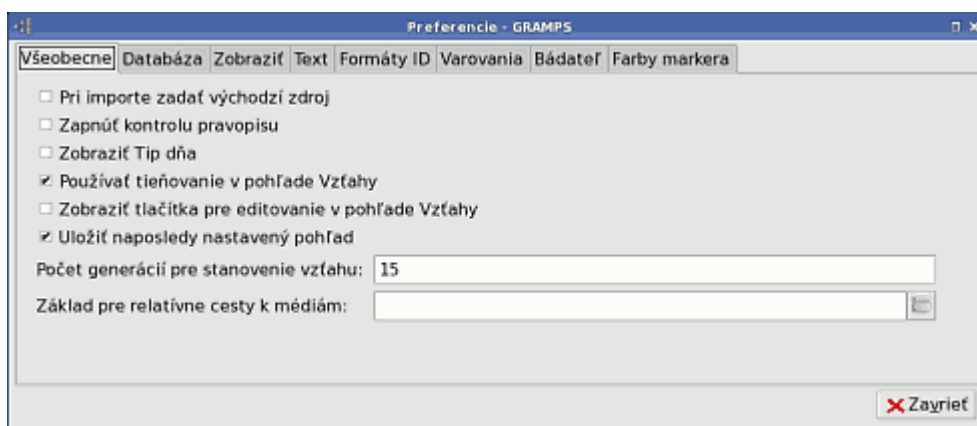 Preferencie - GRAMPS
Všeobecne Databáza Zobraziť Text Formáty ID Varovania Bádateľ Farby markera
Pri importe zadať východzí zdroj
Zapnúť kontrolu pravopisu
Zobraziť Tip dňa
Používať tieňovanie v pohľade Vzťahy
Zobraziť tlačítka pre editovanie v pohľade Vzťahy
Uložiť naposledy nastavený pohľad
Počet generácií pre stanovenie vzťahu: 15
Základ pre relatívne cesty k médiám:
Zavrieť